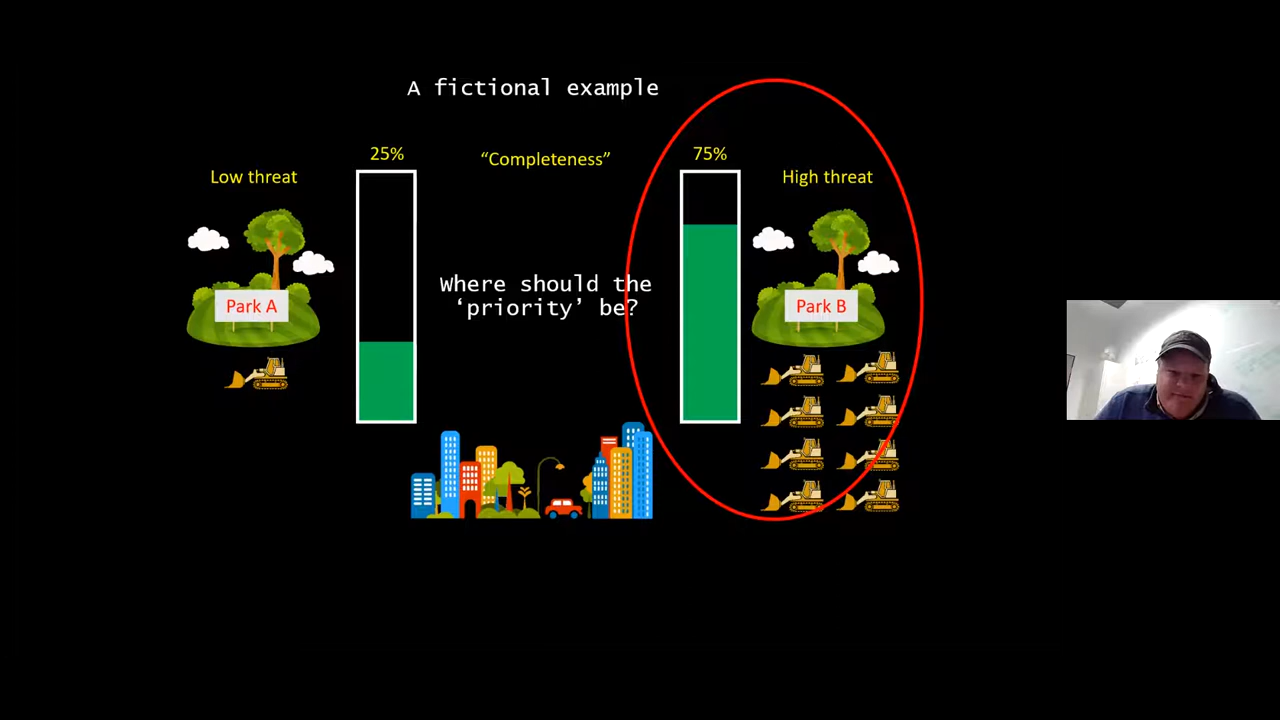 A fictional example
25%
“Completeness”
75%
Low threat
High threat
Where should the
‘priority’ be?
Park A
Park B